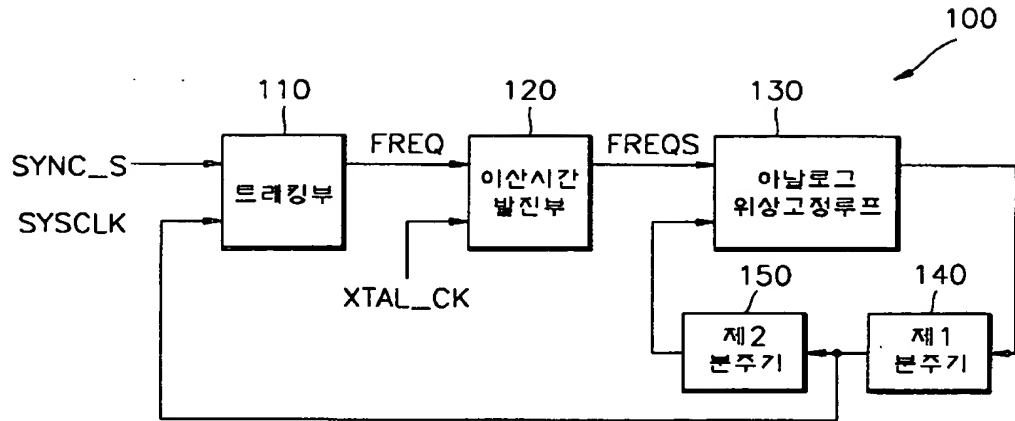 100
110
120
130
SYNC_S
FREQ
FREQS
SYSCLK
트래킹부
이산시간
발진부
아날로그
위상고정루프
XTAL_CK
150
140
제2
분주기
제1
분주기